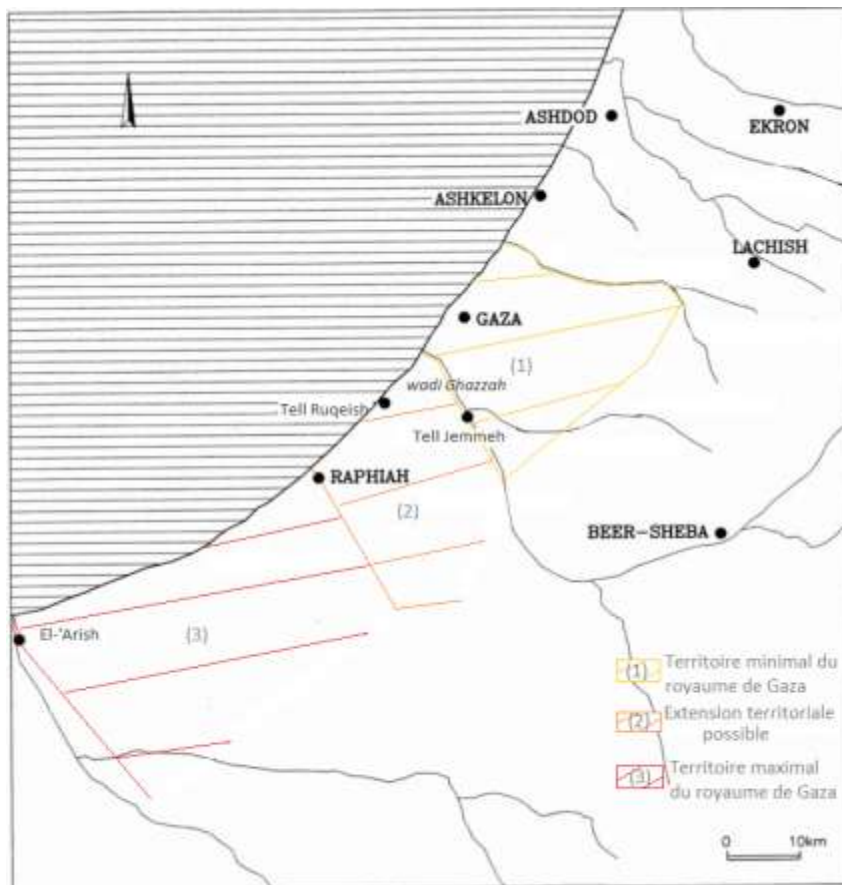 ASHDOD
EKRON
ASHKELON
LACHISH
GAZA
(1)
wadi Ghazzah
Tell Ruqeish
Tell Jemmeh
RAPHIAH
(2)
BEER-SHEBA
El-'Arish
(3)
(1) Territoire minimal du
royaume de Gaza
(2) Extension territoriale
possible
(3) Territoire maximal
du royaume de Gaza
0 10km